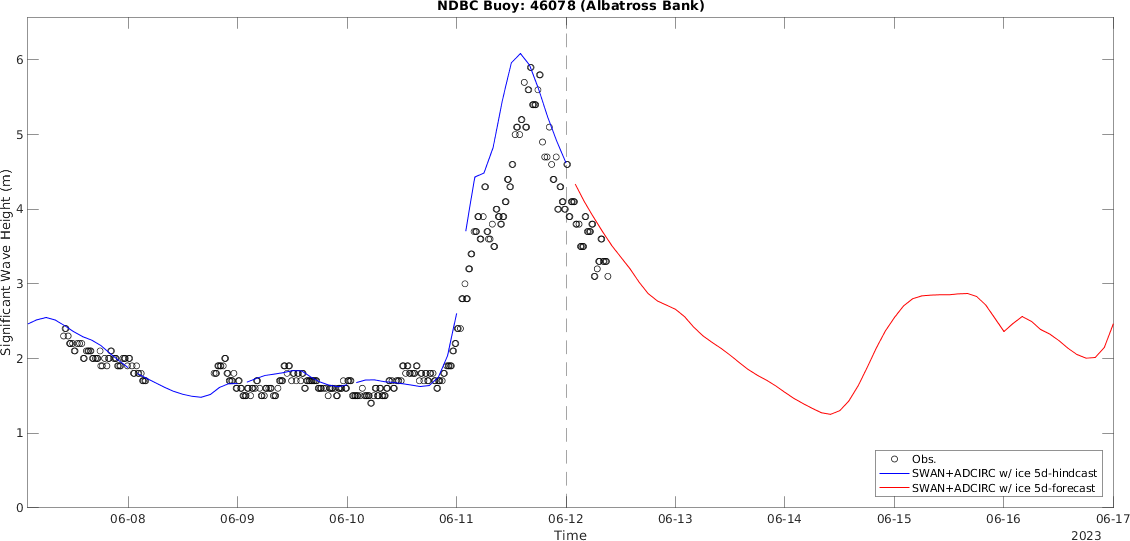 NDBC Buoy: 46078 (Albatross Bank)
Significant Wave Height (m)
6
5
4
3
2
1
0
Obs.
SWAN+ADCIRC w/ ice 5d-hindcast
SWAN+ADCIRC w/ ice 5d-forecast
06-08 06-09 06-10 06-11 06-12 06-13 06-14 06-15 06-16 06-17
Time
2023